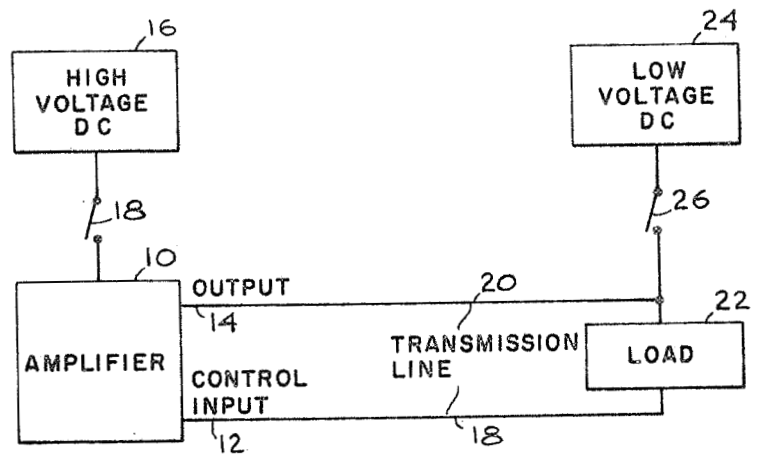 16
HIGH
VOLTAGE
DC
18
24
LOW
VOLTAGE
DC
26
10
AMPLIFIER
OUTPUT
14
20
TRANSMISSION
LINE
22
LOAD
CONTROL
INPUT
12
18